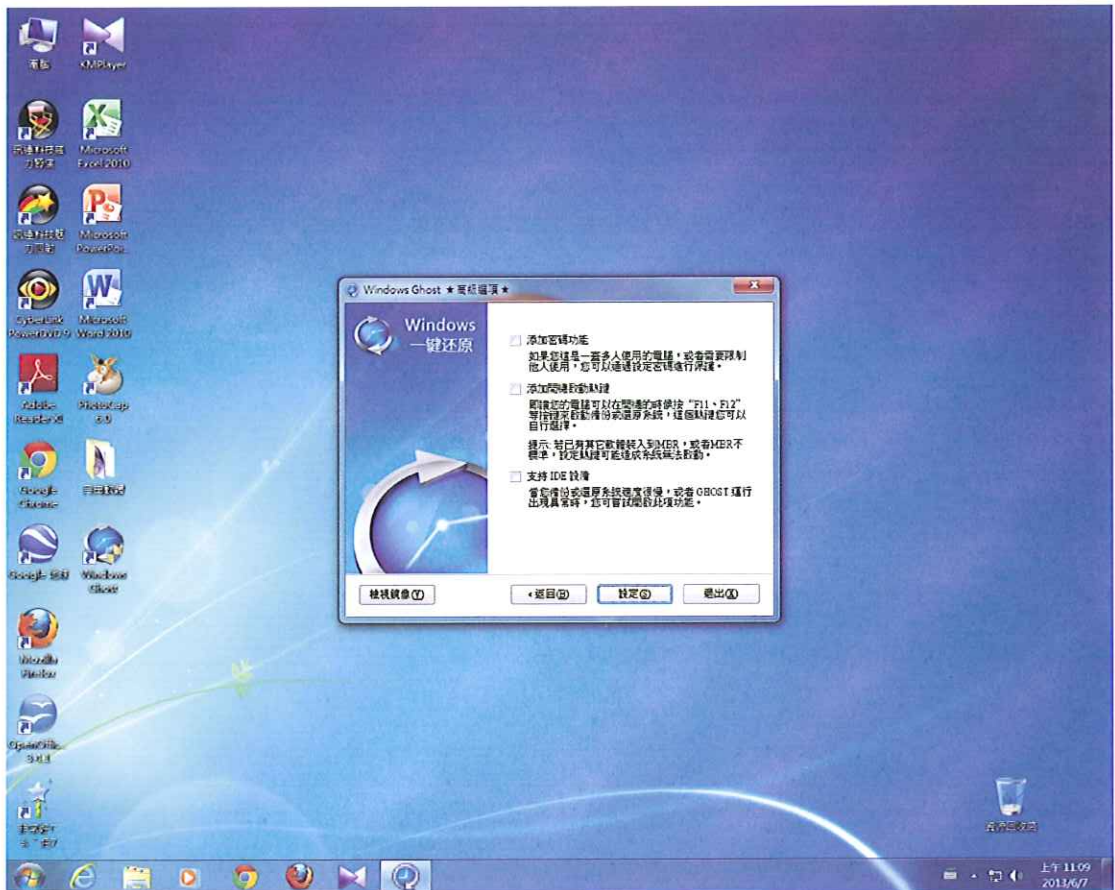 KMPlayer
Microsoft
Excel 2010
Microsoft
PowerPoi...
CyberLink
PowerDVD 9
Microsoft
Word 2010
Adobe
Reader XI
PhotoCap
6.0
Google
Chrome
Google 地球
Windows
Ghost
Mozilla
Firefox
OpenOffic...
Windows Ghost ★高級選項★
Windows
一键还原
添加密碼功能
如果您這是一臺多人使用的電腦,或者需要限制
他人使用,您可以通過設定密碼進行保護。
添加開機啟動熱鍵
即讓您的電腦可以在開機的時候按 "F11、F12"
等按鍵來啟動備份或還原系統,這個熱鍵您可以
自行選擇。
提示: 若已有其它軟體裝入到MBR,或者MBR不
標準,設定熱鍵可能造成系統無法啟動。
支持 IDE 設備
當您備份或還原系統速度很慢,或者 GHOST 運行
出現異常時,您可嘗試開啟此項功能。
檢視鏡像(Y)
返回(B)
設定(S)
退出(X)
資源回收筒
上午 11:09
2013/6/7